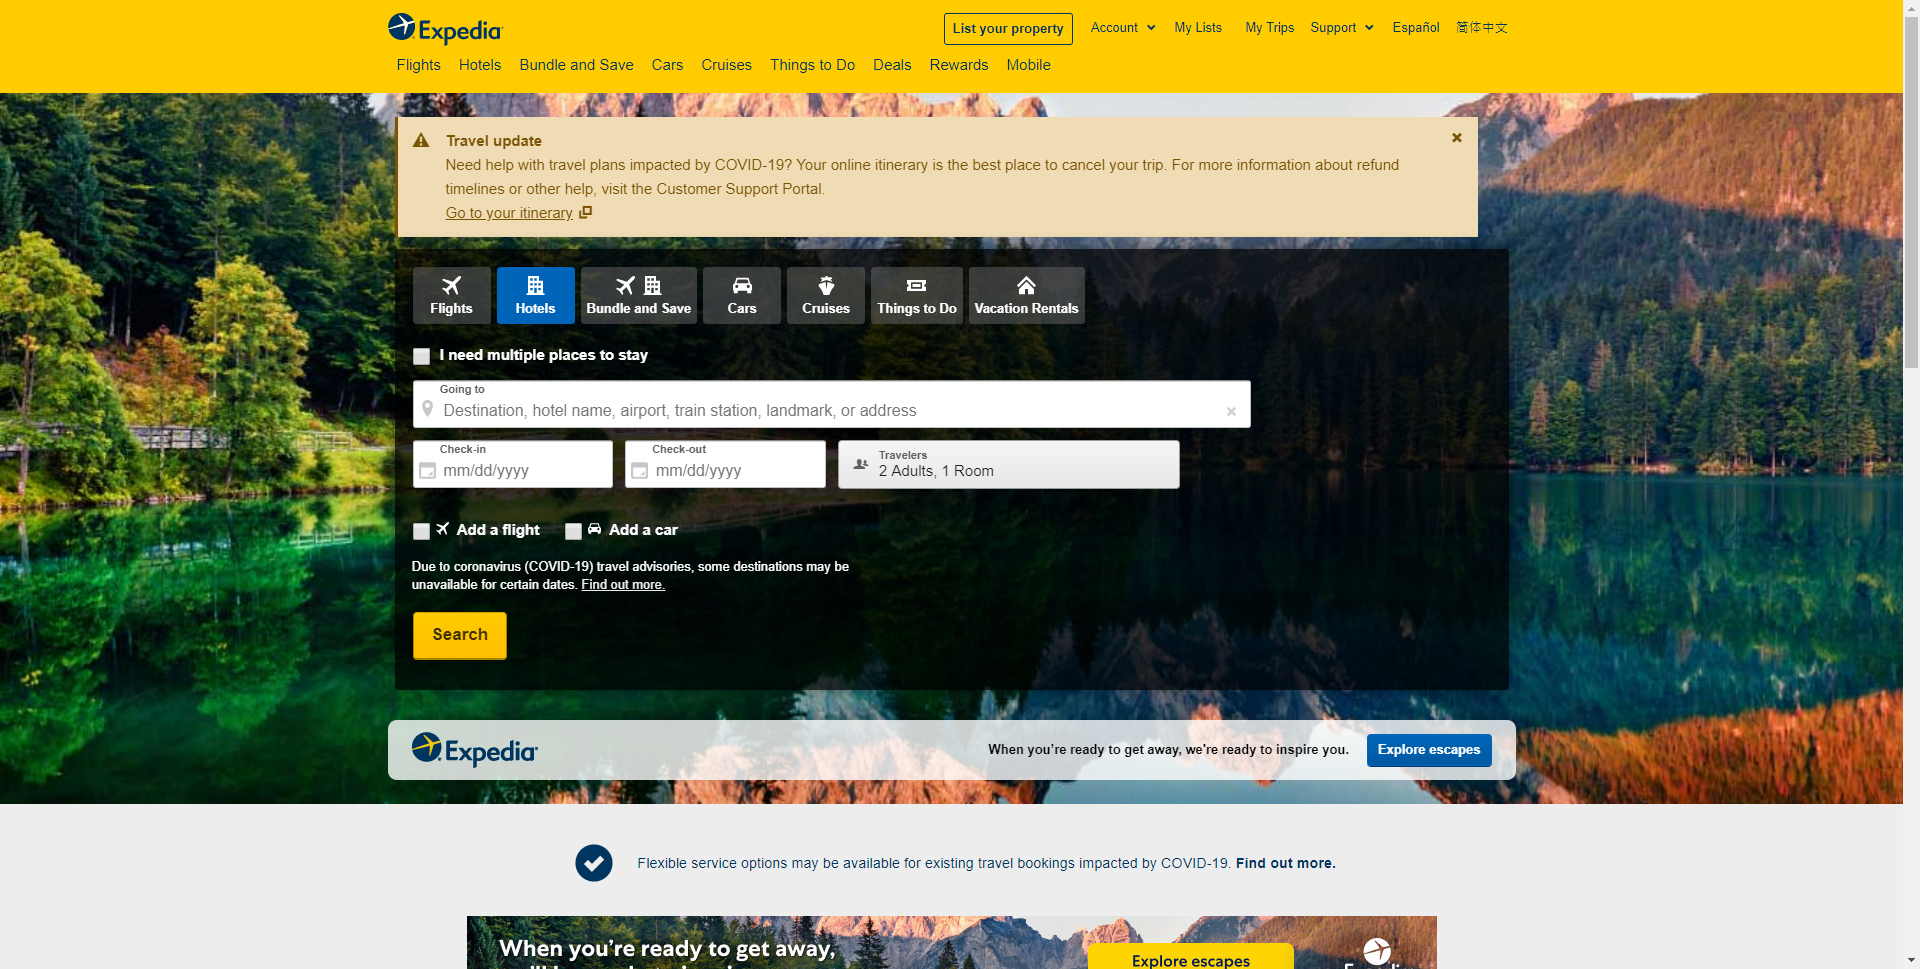 Expedia
List your property
Account
My Lists
My Trips
Support
Español
简体中文
Flights
Hotels
Bundle and Save
Cars
Cruises
Things to Do
Deals
Rewards
Mobile
Travel update
Need help with travel plans impacted by COVID-19? Your online itinerary is the best place to cancel your trip. For more information about refund
timelines or other help, visit the Customer Support Portal.
Go to your itinerary
Flights
Hotels
Bundle and Save
Cars
Cruises
Things to Do
Vacation Rentals
I need multiple places to stay
Going to
Destination, hotel name, airport, train station, landmark, or address
Check-in
mm/dd/yyyy
Check-out
mm/dd/yyyy
Travelers
2 Adults, 1 Room
Add a flight
Add a car
Due to coronavirus (COVID-19) travel advisories, some destinations may be
unavailable for certain dates. Find out more.
Search
Expedia
When you're ready to get away, we're ready to inspire you.
Explore escapes
Flexible service options may be available for existing travel bookings impacted by COVID-19. Find out more.
When you're ready to get away,
Explore escapes